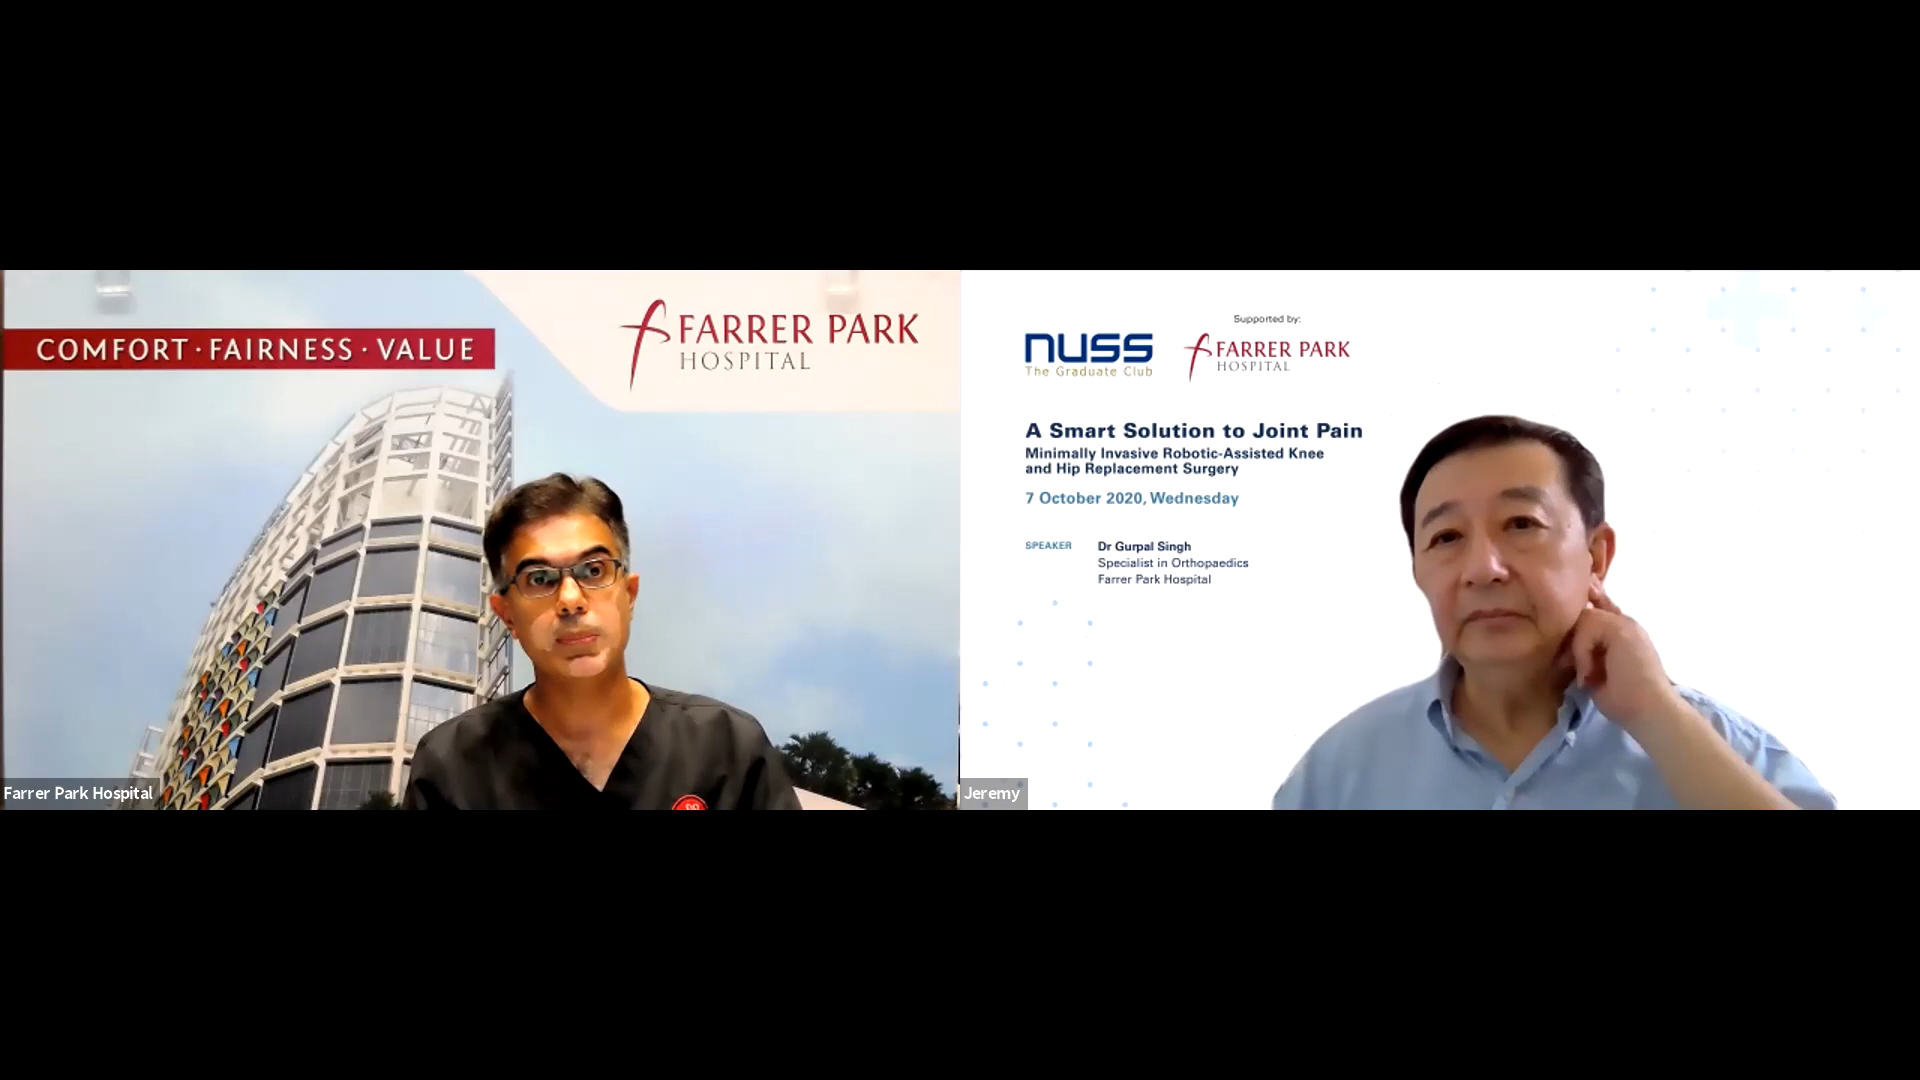 COMFORT · FAIRNESS · VALUE
FARRER PARK
HOSPITAL
Farrer Park Hospital
Supported by:
NUSS
The Graduate Club
FARRER PARK
HOSPITAL
A Smart Solution to Joint Pain
Minimally Invasive Robotic-Assisted Knee
and Hip Replacement Surgery
7 October 2020, Wednesday
SPEAKER
Dr Gurpal Singh
Specialist in Orthopaedics
Farrer Park Hospital
Jeremy